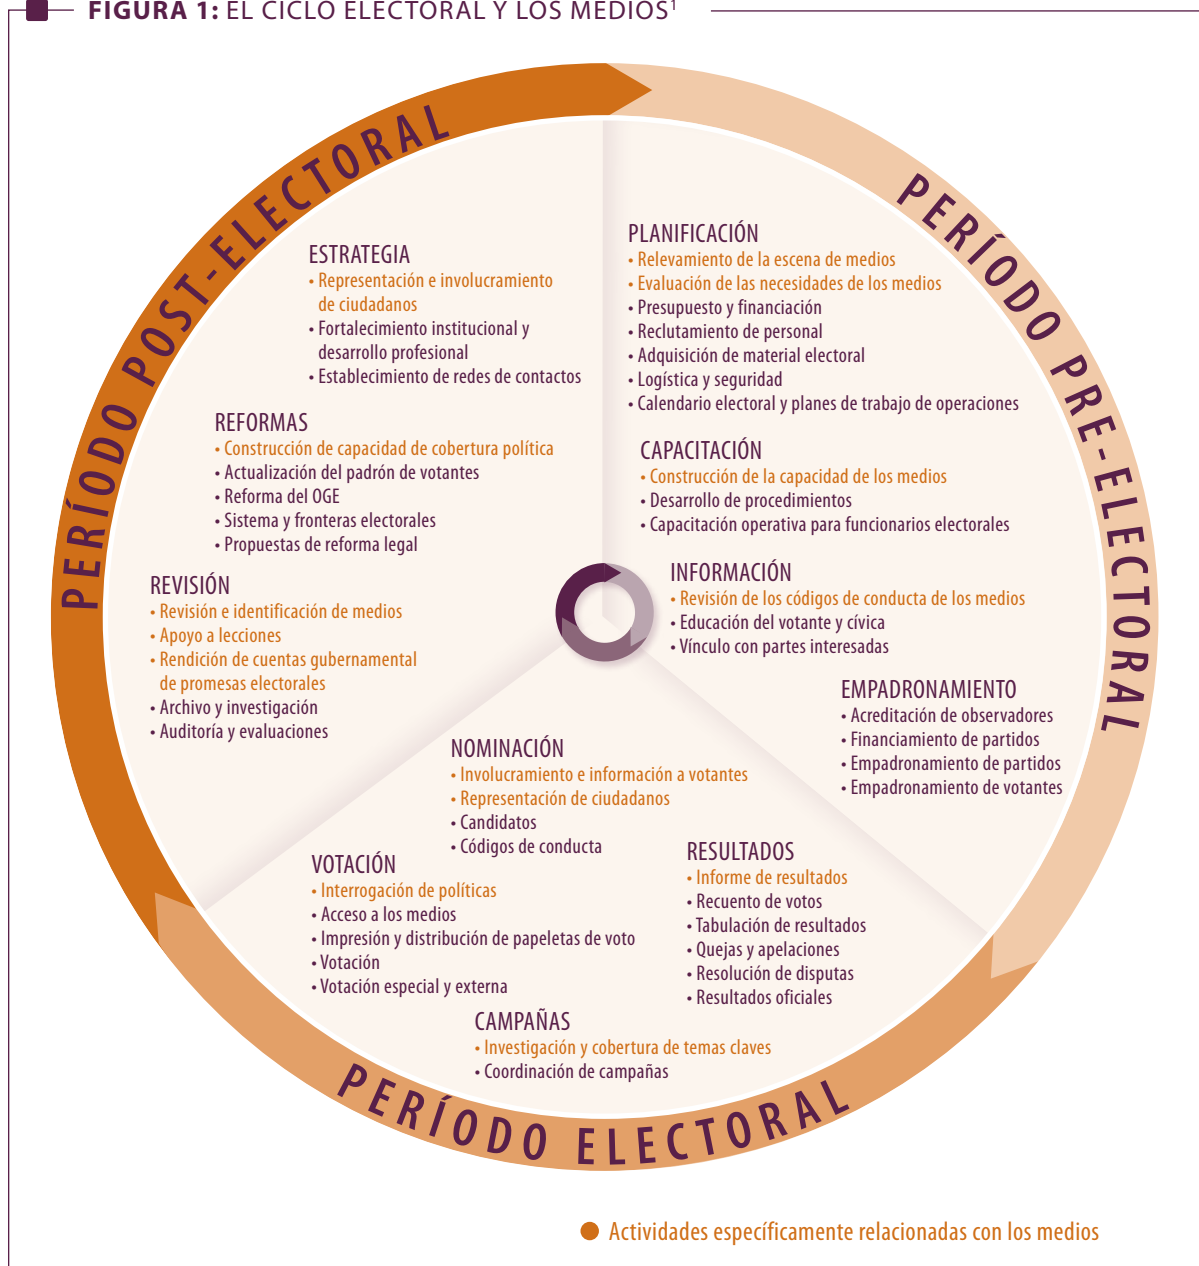 FIGURA 1: EL CICLO ELECTORAL Y LOS MEDIOS1
PERÍODO PRE-ELECTORAL
PLANIFICACIÓN
• Relevamiento de la escena de medios
• Evaluación de las necesidades de los medios
• Presupuesto y financiación
• Reclutamiento de personal
• Adquisición de material electoral
• Logística y seguridad
• Calendario electoral y planes de trabajo de operaciones
CAPACITACIÓN
• Construcción de la capacidad de los medios
• Desarrollo de procedimientos
• Capacitación operativa para funcionarios electorales
INFORMACIÓN
• Revisión de los códigos de conducta de los medios
• Educación del votante y cívica
• Vínculo con partes interesadas
EMPADRONAMIENTO
• Acreditación de observadores
• Financiamiento de partidos
• Empadronamiento de partidos
• Empadronamiento de votantes
PERÍODO ELECTORAL
NOMINACIÓN
• Involucramiento e información a votantes
• Representación de ciudadanos
• Candidatos
• Códigos de conducta
VOTACIÓN
• Interrogación de políticas
• Acceso a los medios
• Impresión y distribución de papeletas de voto
• Votación
• Votación especial y externa
RESULTADOS
• Informe de resultados
• Recuento de votos
• Tabulación de resultados
• Quejas y apelaciones
• Resolución de disputas
• Resultados oficiales
CAMPAÑAS
• Investigación y cobertura de temas claves
• Coordinación de campañas
PERÍODO POST-ELECTORAL
ESTRATEGIA
• Representación e involucramiento
de ciudadanos
• Fortalecimiento institucional y
desarrollo profesional
• Establecimiento de redes de contactos
REFORMAS
• Construcción de capacidad de cobertura política
• Actualización del padrón de votantes
• Reforma del OGE
• Sistema y fronteras electorales
• Propuestas de reforma legal
REVISIÓN
• Revisión e identificación de medios
• Apoyo a lecciones
• Rendición de cuentas gubernamental
de promesas electorales
• Archivo y investigación
• Auditoría y evaluaciones
Actividades específicamente relacionadas con los medios